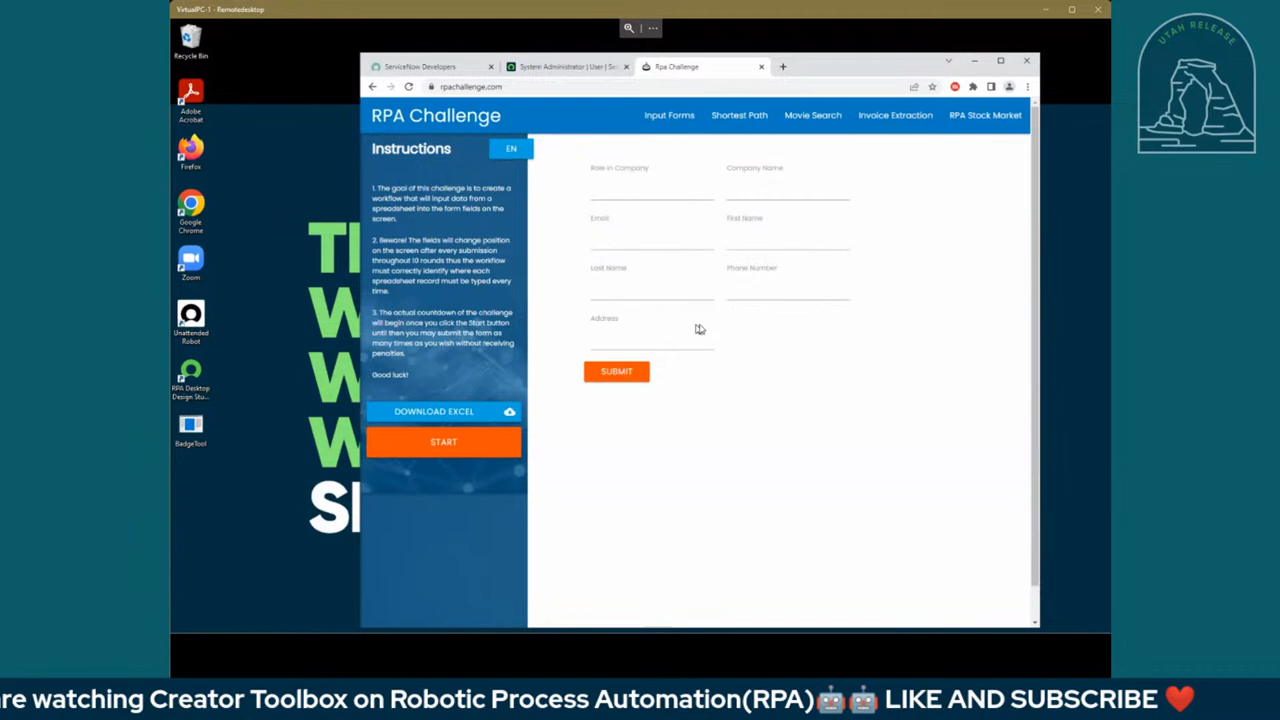 VirtualPC-1 - Remotedesktop
UTAH RELEASE
Recycle Bin
Adobe
Acrobat
Firefox
Google
Chrome
Zoom
Unattended
Robot
RPA Desktop
Design Stu...
BadgeTool
T
W
W
W
S
ServiceNow Developers
System Administrator | User | Se
Rpa Challenge
rpachallenge.com
RPA Challenge
Input Forms
Shortest Path
Movie Search
Invoice Extraction
RPA Stock Market
Instructions
EN
1. The goal of this challenge is to create a
workflow that will input data from a
spreadsheet into the form fields on the
screen.
2. Beware! The fields will change position
on the screen after every submission
throughout 10 rounds thus the workflow
must correctly identify where each
spreadsheet record must be typed every
time.
3. The actual countdown of the challenge
will begin once you click the Start button
until then you may submit the form as
many times as you wish without receiving
penalties.
Good luck!
DOWNLOAD EXCEL
START
Role in Company
Company Name
Email
First Name
Last Name
Phone Number
Address
SUBMIT
are watching Creator Toolbox on Robotic Process Automation(RPA)🤖🤖 LIKE AND SUBSCRIBE ❤️